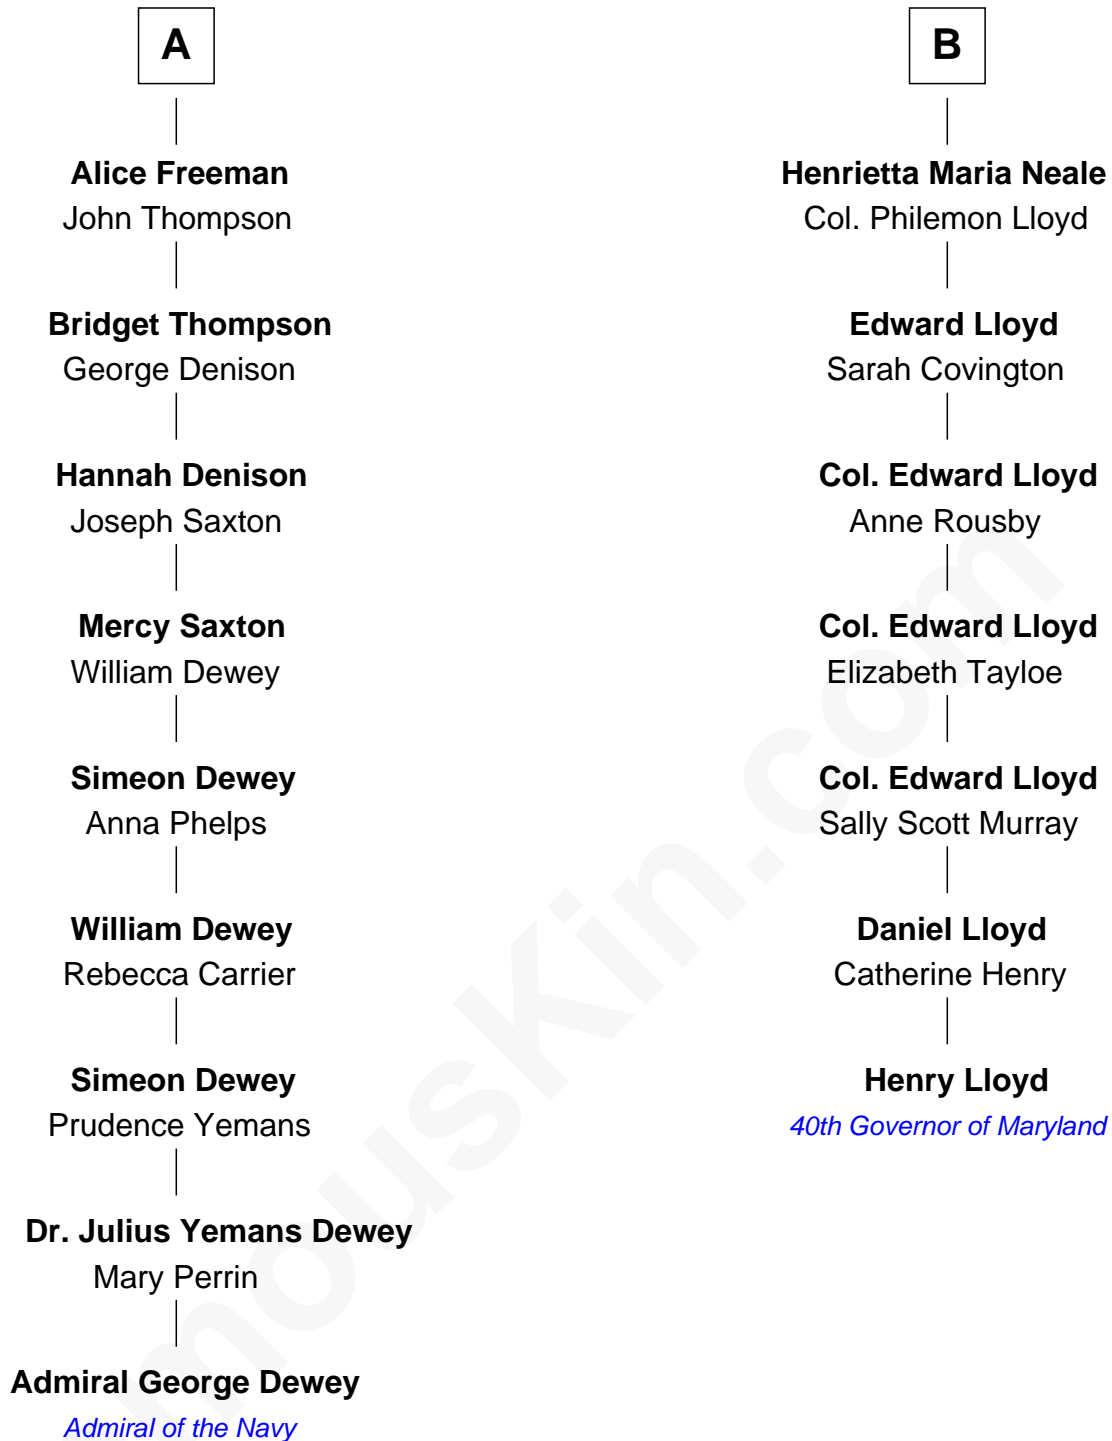 A
Alice Freeman
John Thompson
Bridget Thompson
George Denison
Hannah Denison
Joseph Saxton
Mercy Saxton
William Dewey
Simeon Dewey
Anna Phelps
William Dewey
Rebecca Carrier
Simeon Dewey
Prudence Yemans
Dr. Julius Yemans Dewey
Mary Perrin
Admiral George Dewey
Admiral of the Navy
B
Henrietta Maria Neale
Col. Philemon Lloyd
Edward Lloyd
Sarah Covington
Col. Edward Lloyd
Anne Rousby
Col. Edward Lloyd
Elizabeth Tayloe
Col. Edward Lloyd
Sally Scott Murray
Daniel Lloyd
Catherine Henry
Henry Lloyd
40th Governor of Maryland
mousKin.com